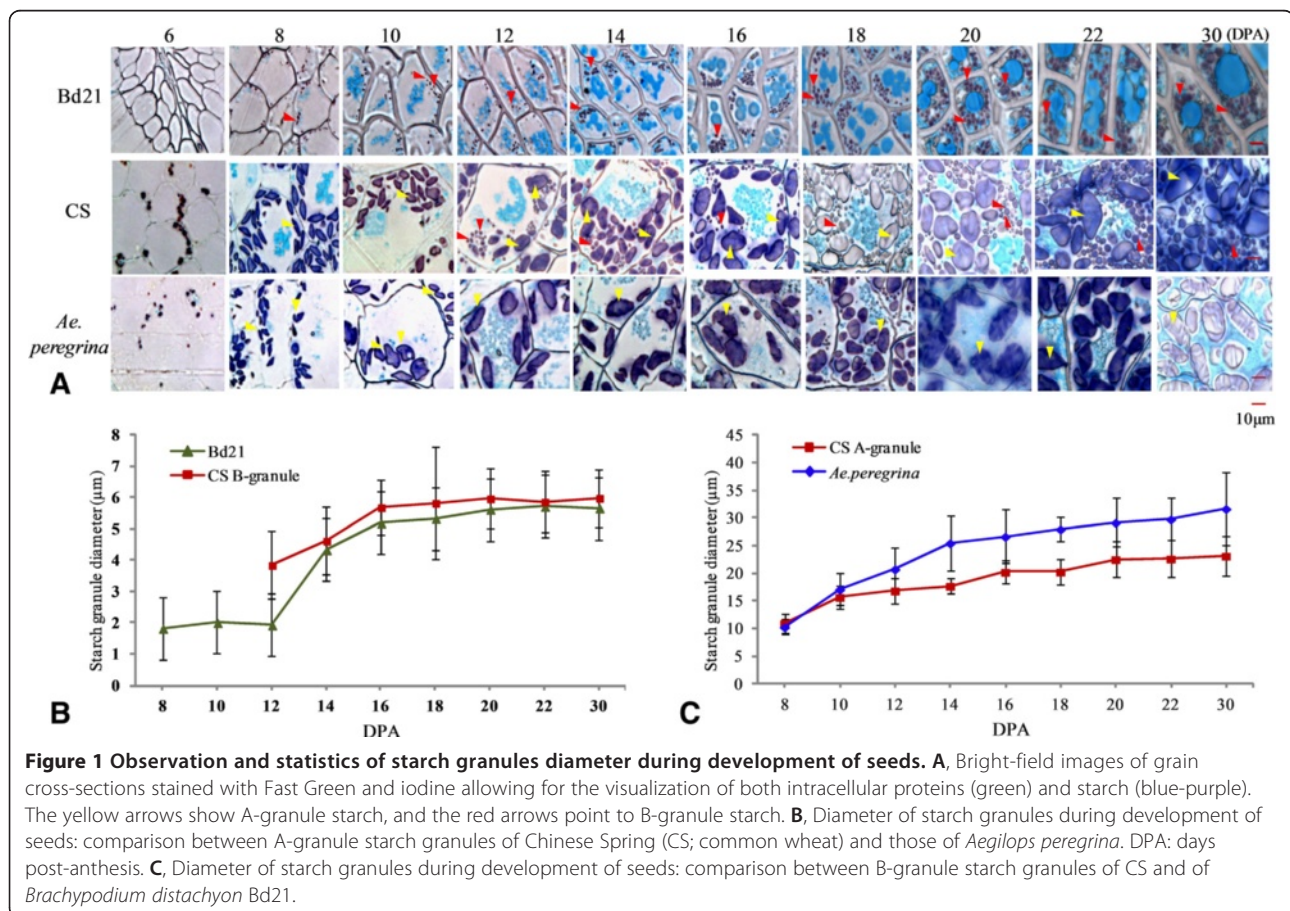 6 8 10 12 14 16 18 20 22 30 (DPA)
Bd21
CS
Ae.
peregrina
A
10μm
8
7
6
5
4
3
2
1
0
Starch granule diameter (μm)
Bd21
CS B-granule
8 10 12 14 16 18 20 22 30
DPA
B
45
40
35
30
25
20
15
10
5
0
Starch granule diameter (μm)
CS A-granule
Ae.peregrina
8 10 12 14 16 18 20 22 30
DPA
C
Figure 1 Observation and statistics of starch granules diameter during development of seeds. A, Bright-field images of grain
cross-sections stained with Fast Green and iodine allowing for the visualization of both intracellular proteins (green) and starch (blue-purple).
The yellow arrows show A-granule starch, and the red arrows point to B-granule starch. B, Diameter of starch granules during development of
seeds: comparison between A-granule starch granules of Chinese Spring (CS; common wheat) and those of Aegilops peregrina. DPA: days
post-anthesis. C, Diameter of starch granules during development of seeds: comparison between B-granule starch granules of CS and of
Brachypodium distachyon Bd21.